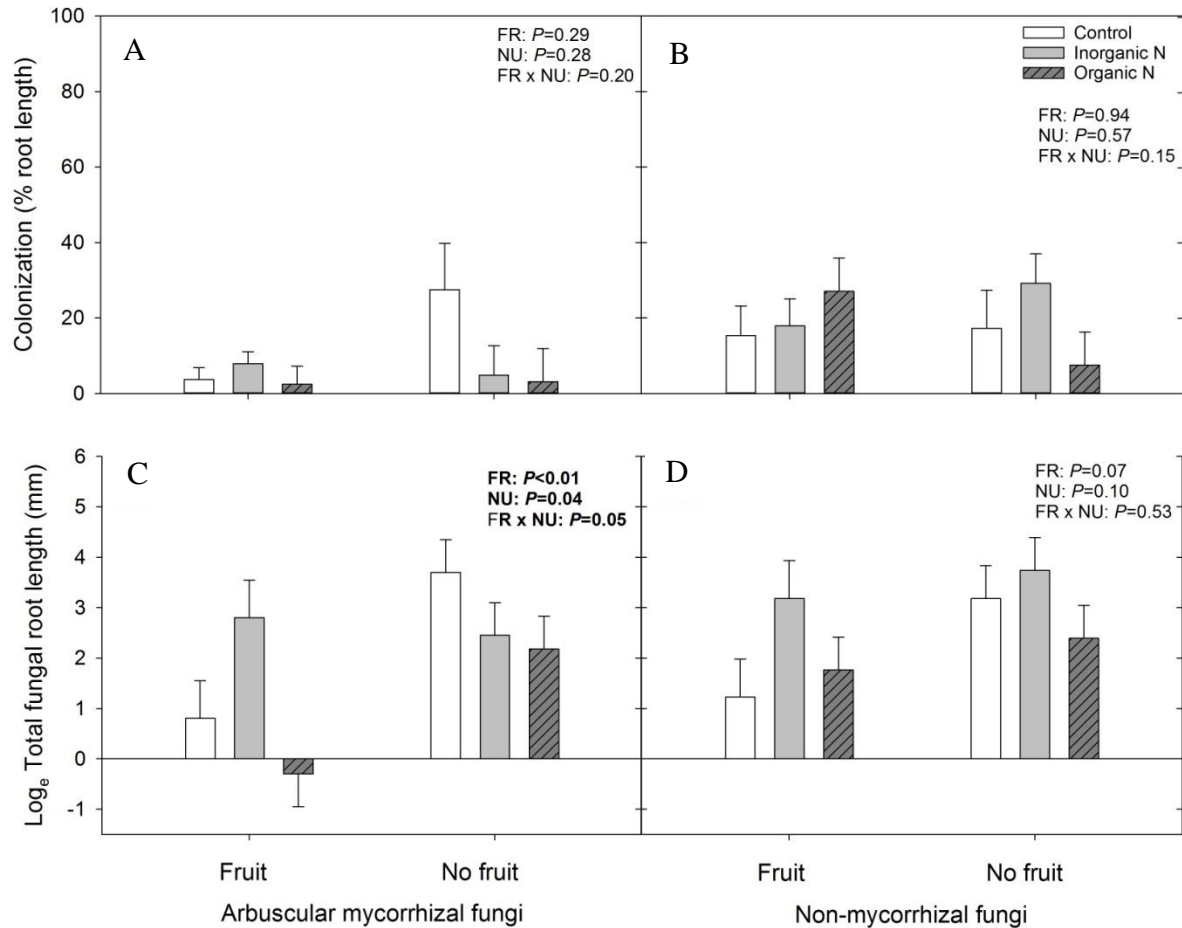 100
80
60
40
20
0
Colonization (% root length)
A
FR: P=0.29
NU: P=0.28
FR x NU: P=0.20
B
Control
Inorganic N
Organic N
FR: P=0.94
NU: P=0.57
FR x NU: P=0.15
6
5
4
3
2
1
0
-1
Logₑ Total fungal root length (mm)
C
FR: P<0.01
NU: P=0.04
FR x NU: P=0.05
D
FR: P=0.07
NU: P=0.10
FR x NU: P=0.53
Fruit No fruit
Arbuscular mycorrhizal fungi
Fruit No fruit
Non-mycorrhizal fungi